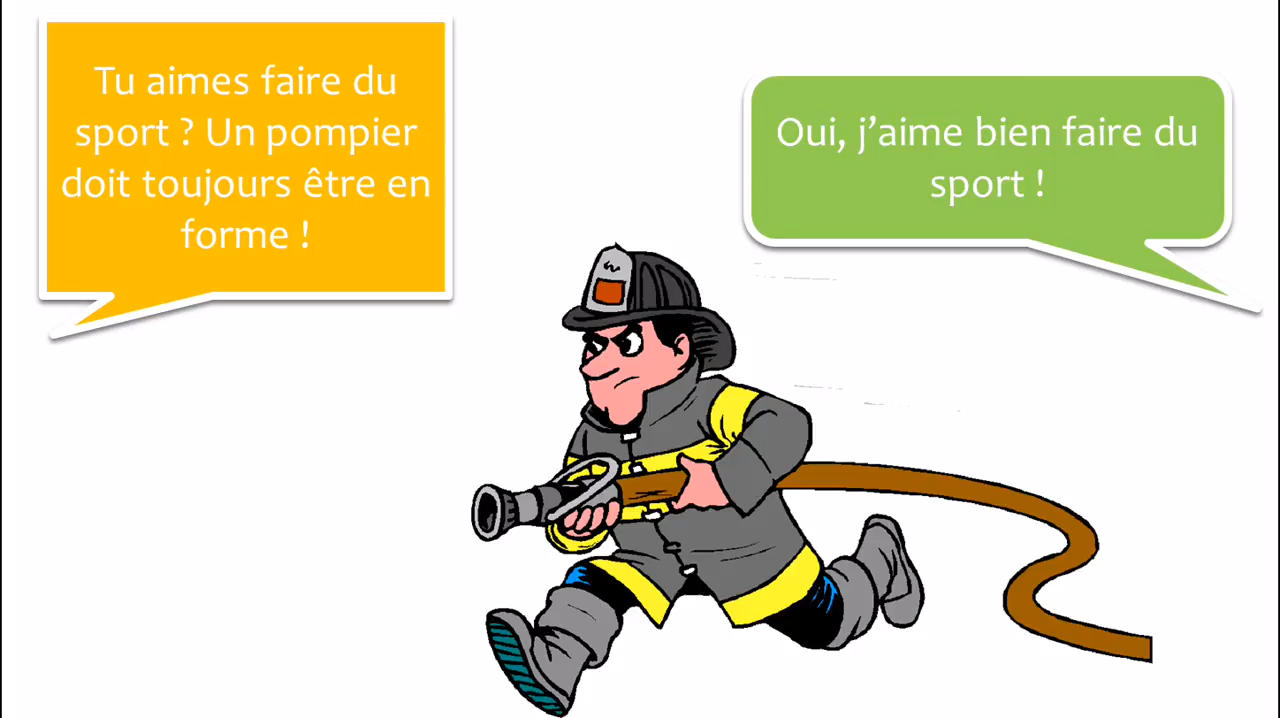 Tu aimes faire du
sport ? Un pompier
doit toujours être en
forme !
Oui, j’aime bien faire du
sport !